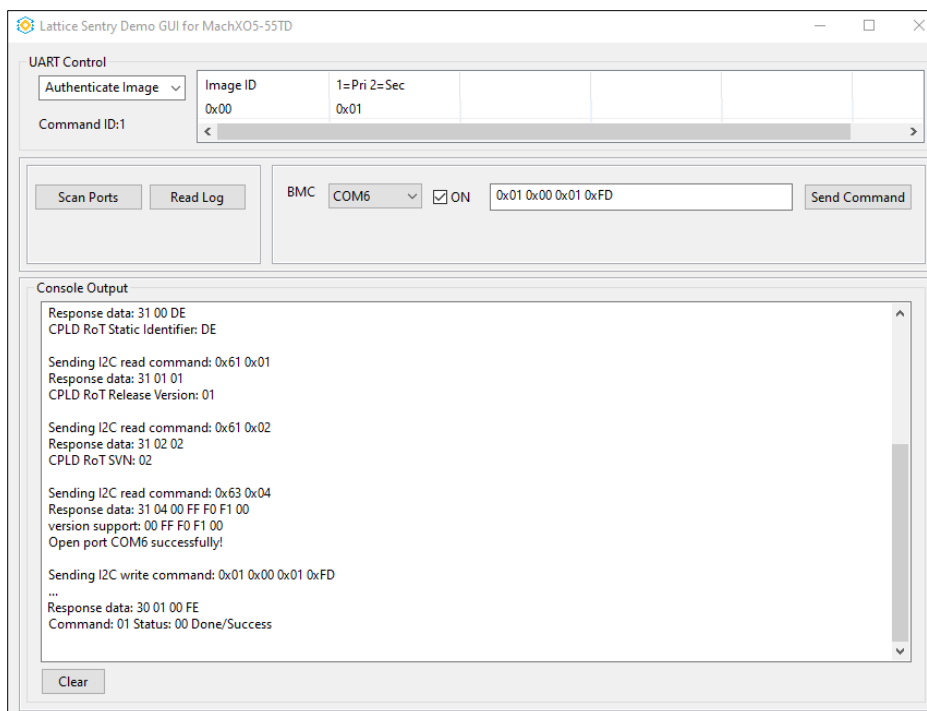 Lattice Sentry Demo GUI for MachXO5-55TD
UART Control
Authenticate Image
Image ID 1=Pri 2=Sec
0x00 0x01
Command ID:1
Scan Ports Read Log BMC COM6 ON 0x01 0x00 0x01 0xFD Send Command
Console Output
Response data: 31 00 DE
CPLD RoT Static Identifier: DE
Sending I2C read command: 0x61 0x01
Response data: 31 01 01
CPLD RoT Release Version: 01
Sending I2C read command: 0x61 0x02
Response data: 31 02 02
CPLD RoT SVN: 02
Sending I2C read command: 0x63 0x04
Response data: 31 04 00 FF F0 F1 00
version support: 00 FF F0 F1 00
Open port COM6 successfully!
Sending I2C write command: 0x01 0x00 0x01 0xFD
...
Response data: 30 01 00 FE
Command: 01 Status: 00 Done/Success
Clear